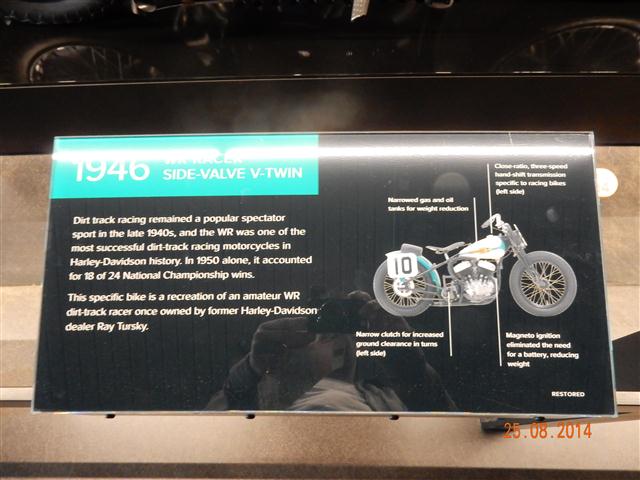 1946 WR RACER
SIDE-VALVE V-TWIN
Dirt track racing remained a popular spectator
sport in the late 1940s, and the WR was one of the
most successful dirt-track racing motorcycles in
Harley-Davidson history. In 1950 alone, it accounted
for 18 of 24 National Championship wins.
This specific bike is a recreation of an amateur WR
dirt-track racer once owned by former Harley-Davidson
dealer Ray Tursky.
Close-ratio, three-speed
hand-shift transmission
specific to racing bikes
(left side)
Narrowed gas and oil
tanks for weight reduction
10
Narrow clutch for increased
ground clearance in turns
(left side)
Magneto ignition
eliminated the need
for a battery, reducing
weight
RESTORED
25.08.2014